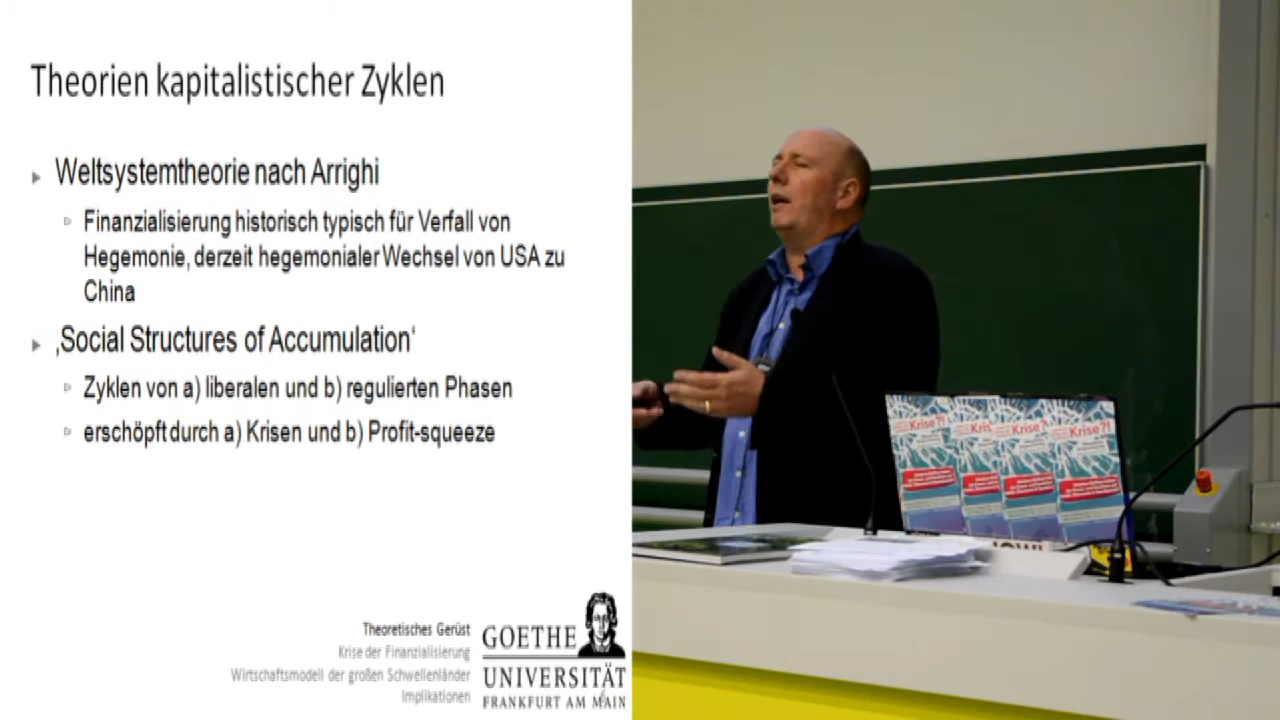 Theorien kapitalistischer Zyklen
Weltsystemtheorie nach Arrighi
Finanzialisierung historisch typisch für Verfall von
Hegemonie, derzeit hegemonialer Wechsel von USA zu
China
‚Social Structures of Accumulation‘
Zyklen von a) liberalen und b) regulierten Phasen
erschöpft durch a) Krisen und b) Profit-squeeze
Theoretisches Gerüst
Krise der Finanzialisierung
Wirtschaftsmodell der großen Schwellenländer
Implikationen
GOETHE
UNIVERSITÄT
FRANKFURT AM MAIN
Krise?!
Kris
Krise?
Krise?!